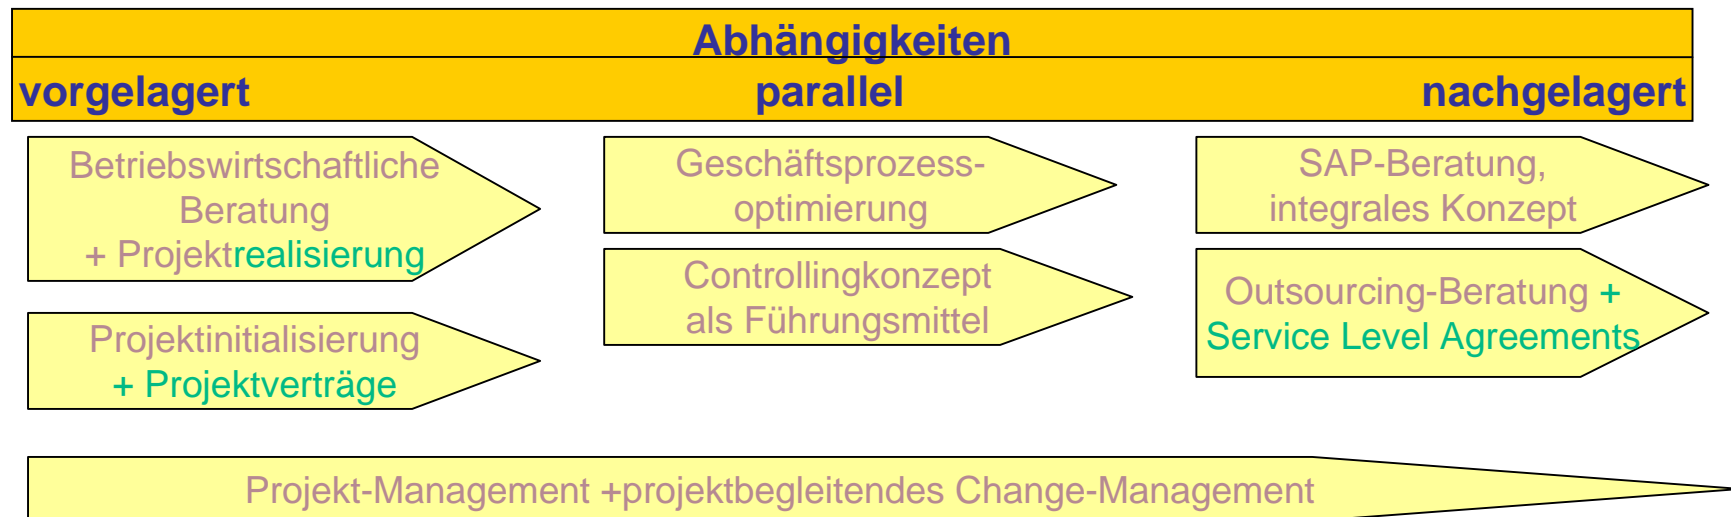 Abhängigkeiten
vorgelagert parallel nachgelagert
Betriebswirtschaftliche
Beratung
+ Projektrealisierung
Projektinitialisierung
+ Projektverträge
Geschäftsprozess-
optimierung
Controllingkonzept
als Führungsmittel
SAP-Beratung,
integrales Konzept
Outsourcing-Beratung +
Service Level Agreements
Projekt-Management +projektbegleitendes Change-Management